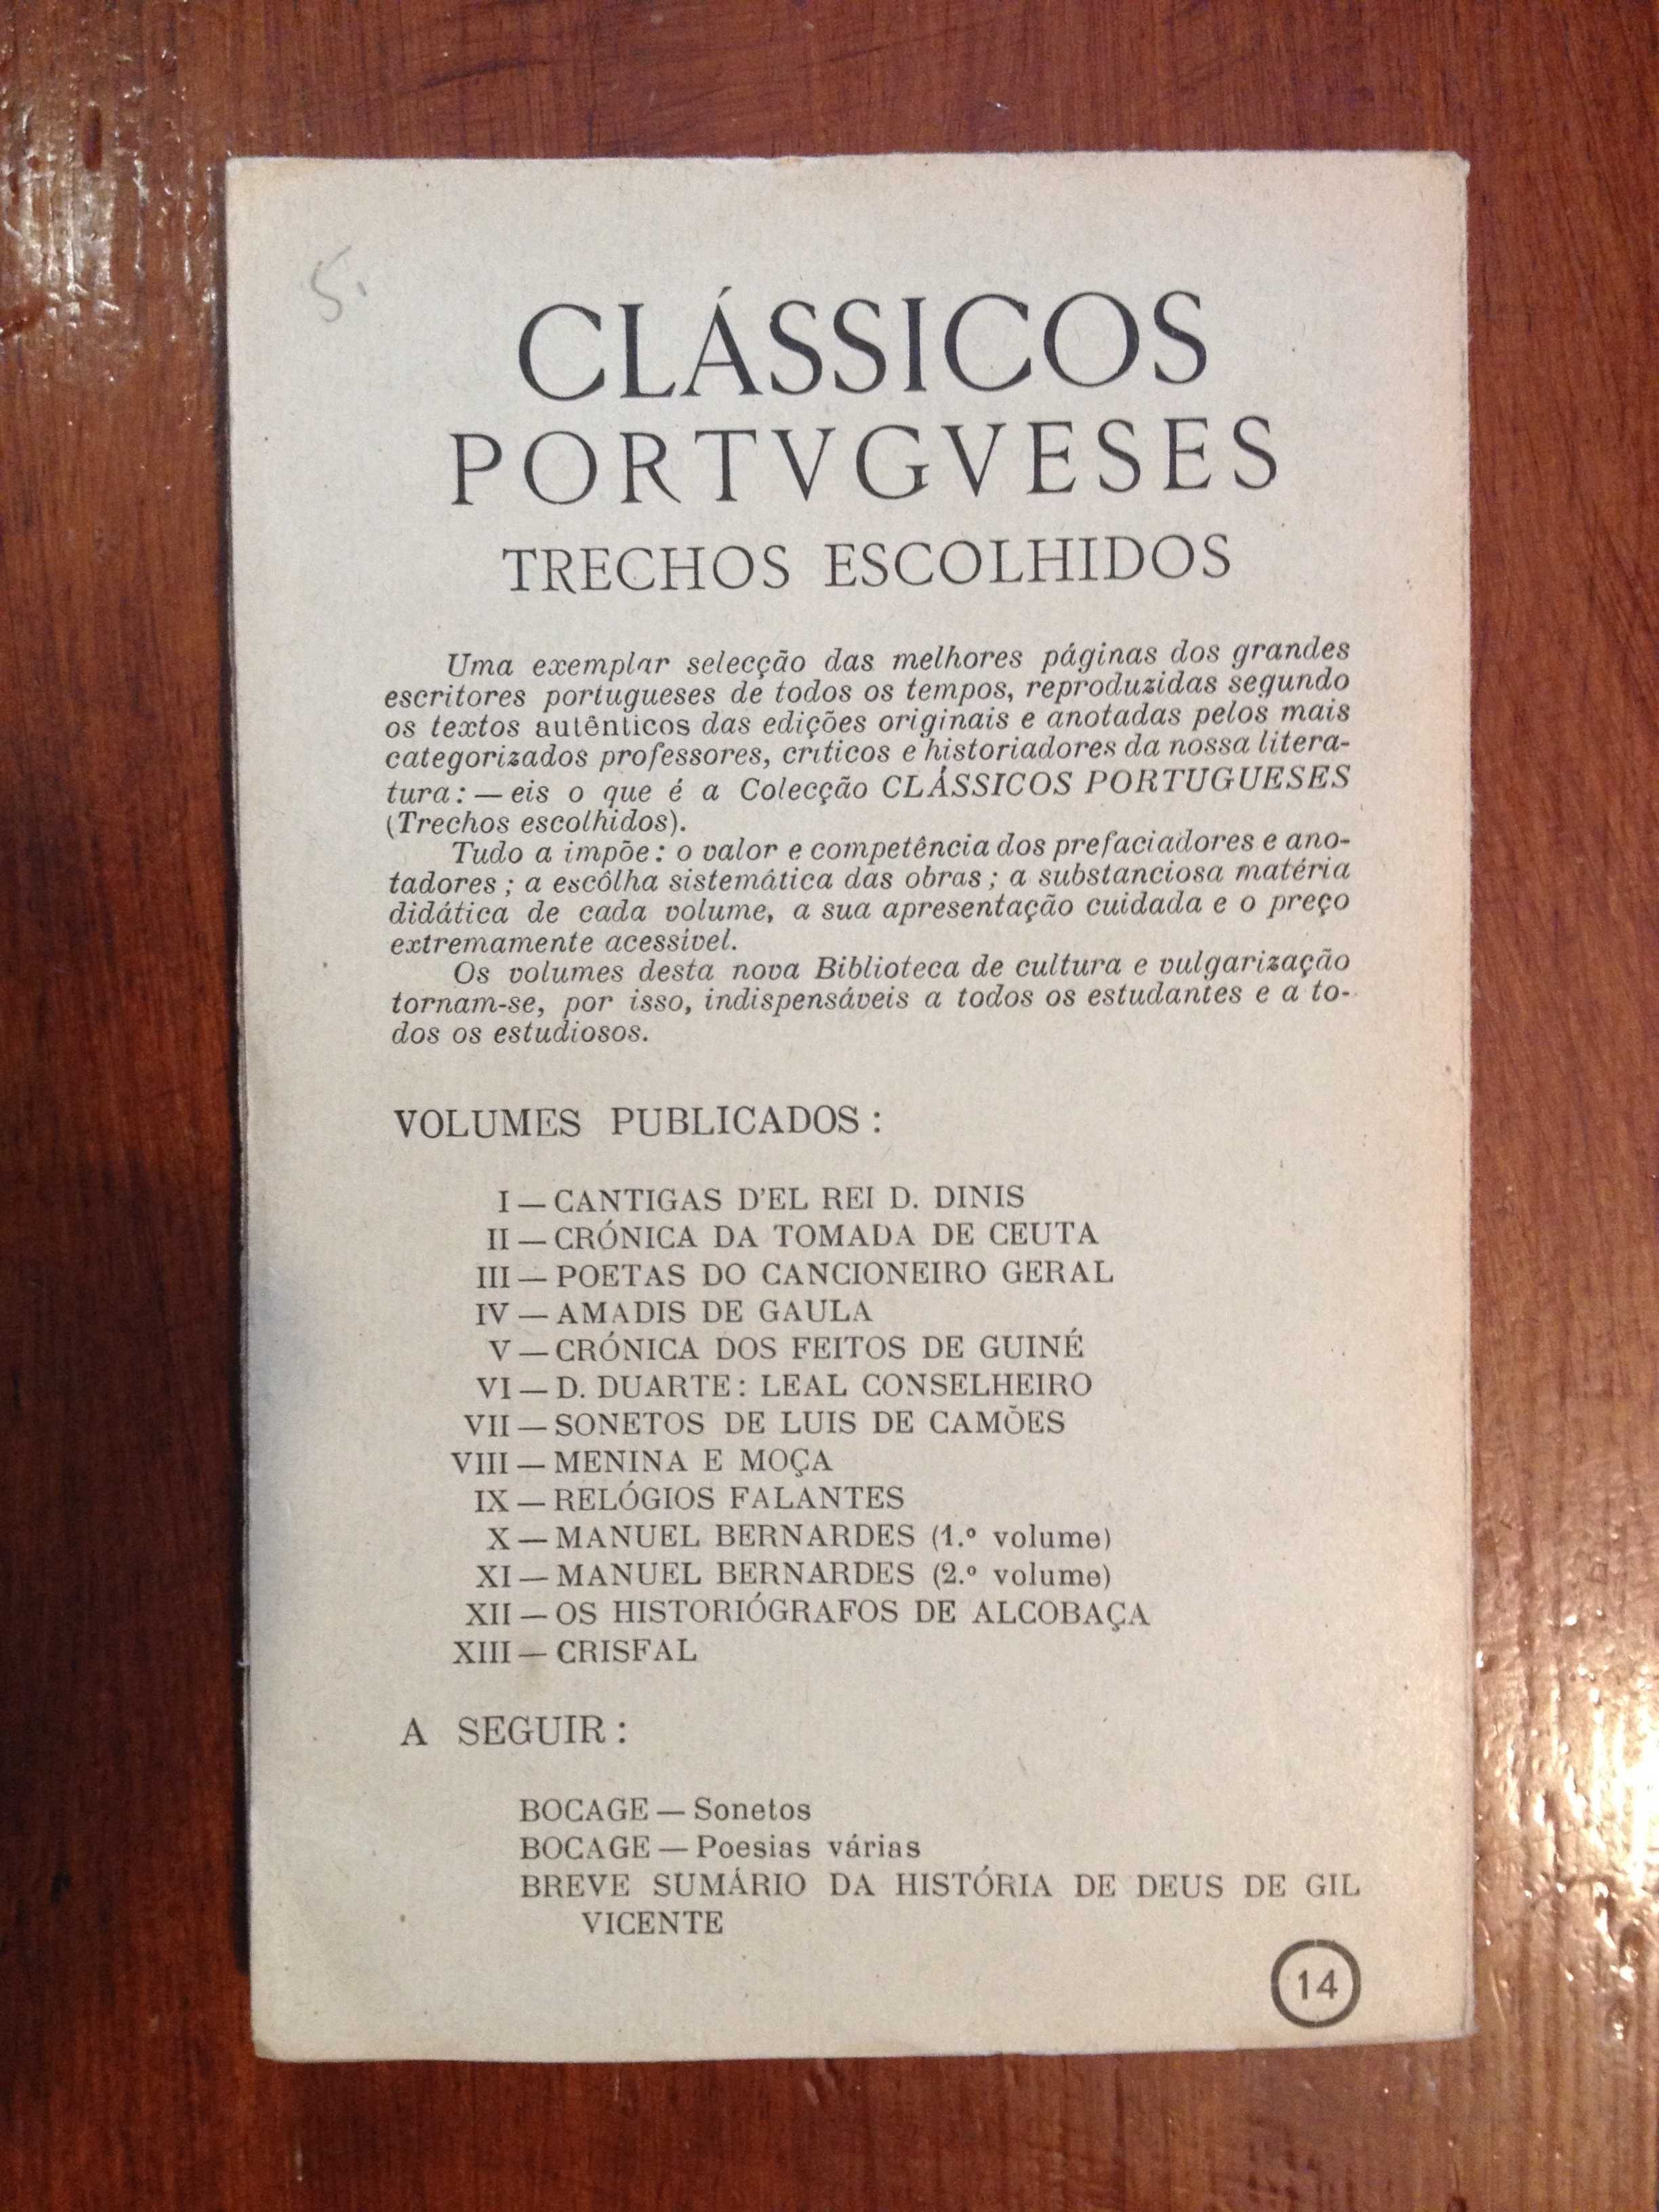 5.
CLÁSSICOS
PORTVGVESES
TRECHOS ESCOLHIDOS
Uma exemplar selecção das melhores páginas dos grandes
escritores portugueses de todos os tempos, reproduzidas segundo
os textos autênticos das edições originais e anotadas pelos mais
categorizados professores, críticos e historiadores da nossa litera-
tura: — eis o que é a Colecção CLÁSSICOS PORTUGUESES
(Trechos escolhidos).
Tudo a impõe: o valor e competência dos prefaciadores e ano-
tadores; a escôlha sistemática das obras; a substanciosa matéria
didática de cada volume, a sua apresentação cuidada e o preço
extremamente acessível.
Os volumes desta nova Biblioteca de cultura e vulgarização
tornam-se, por isso, indispensáveis a todos os estudantes e a to-
dos os estudiosos.
VOLUMES PUBLICADOS:
I — CANTIGAS D'EL REI D. DINIS
II — CRÓNICA DA TOMADA DE CEUTA
III — POETAS DO CANCIONEIRO GERAL
IV — AMADIS DE GAULA
V — CRÓNICA DOS FEITOS DE GUINÉ
VI — D. DUARTE: LEAL CONSELHEIRO
VII — SONETOS DE LUIS DE CAMÕES
VIII — MENINA E MOÇA
IX — RELÓGIOS FALANTES
X — MANUEL BERNARDES (1.º volume)
XI — MANUEL BERNARDES (2.º volume)
XII — OS HISTORIÓGRAFOS DE ALCOBAÇA
XIII — CRISFAL
A SEGUIR:
BOCAGE — Sonetos
BOCAGE — Poesias várias
BREVE SUMÁRIO DA HISTÓRIA DE DEUS DE GIL
VICENTE
14